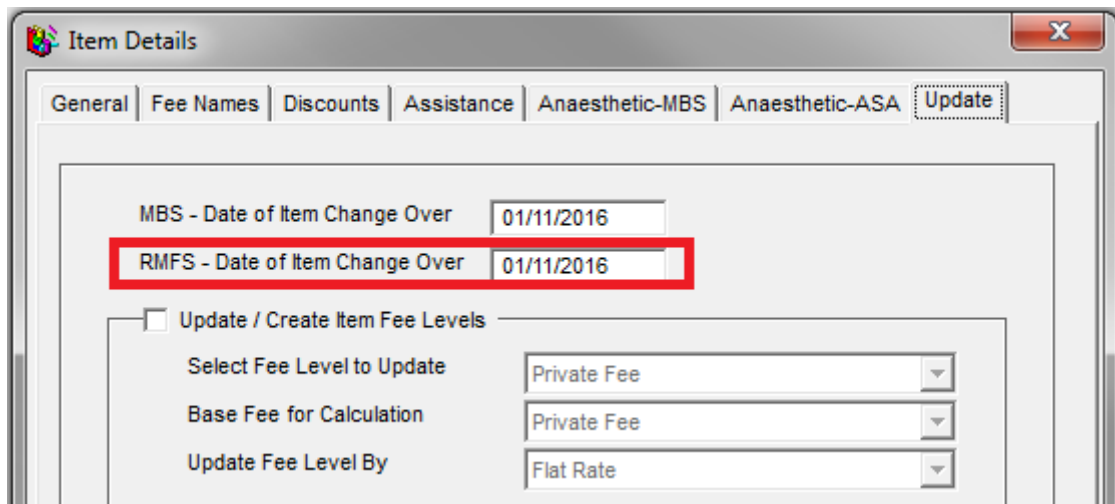 Item Details
General Fee Names Discounts Assistance Anaesthetic-MBS Anaesthetic-ASA Update
MBS - Date of Item Change Over 01/11/2016
RMFS - Date of Item Change Over 01/11/2016
Update / Create Item Fee Levels
Select Fee Level to Update Private Fee
Base Fee for Calculation Private Fee
Update Fee Level By Flat Rate